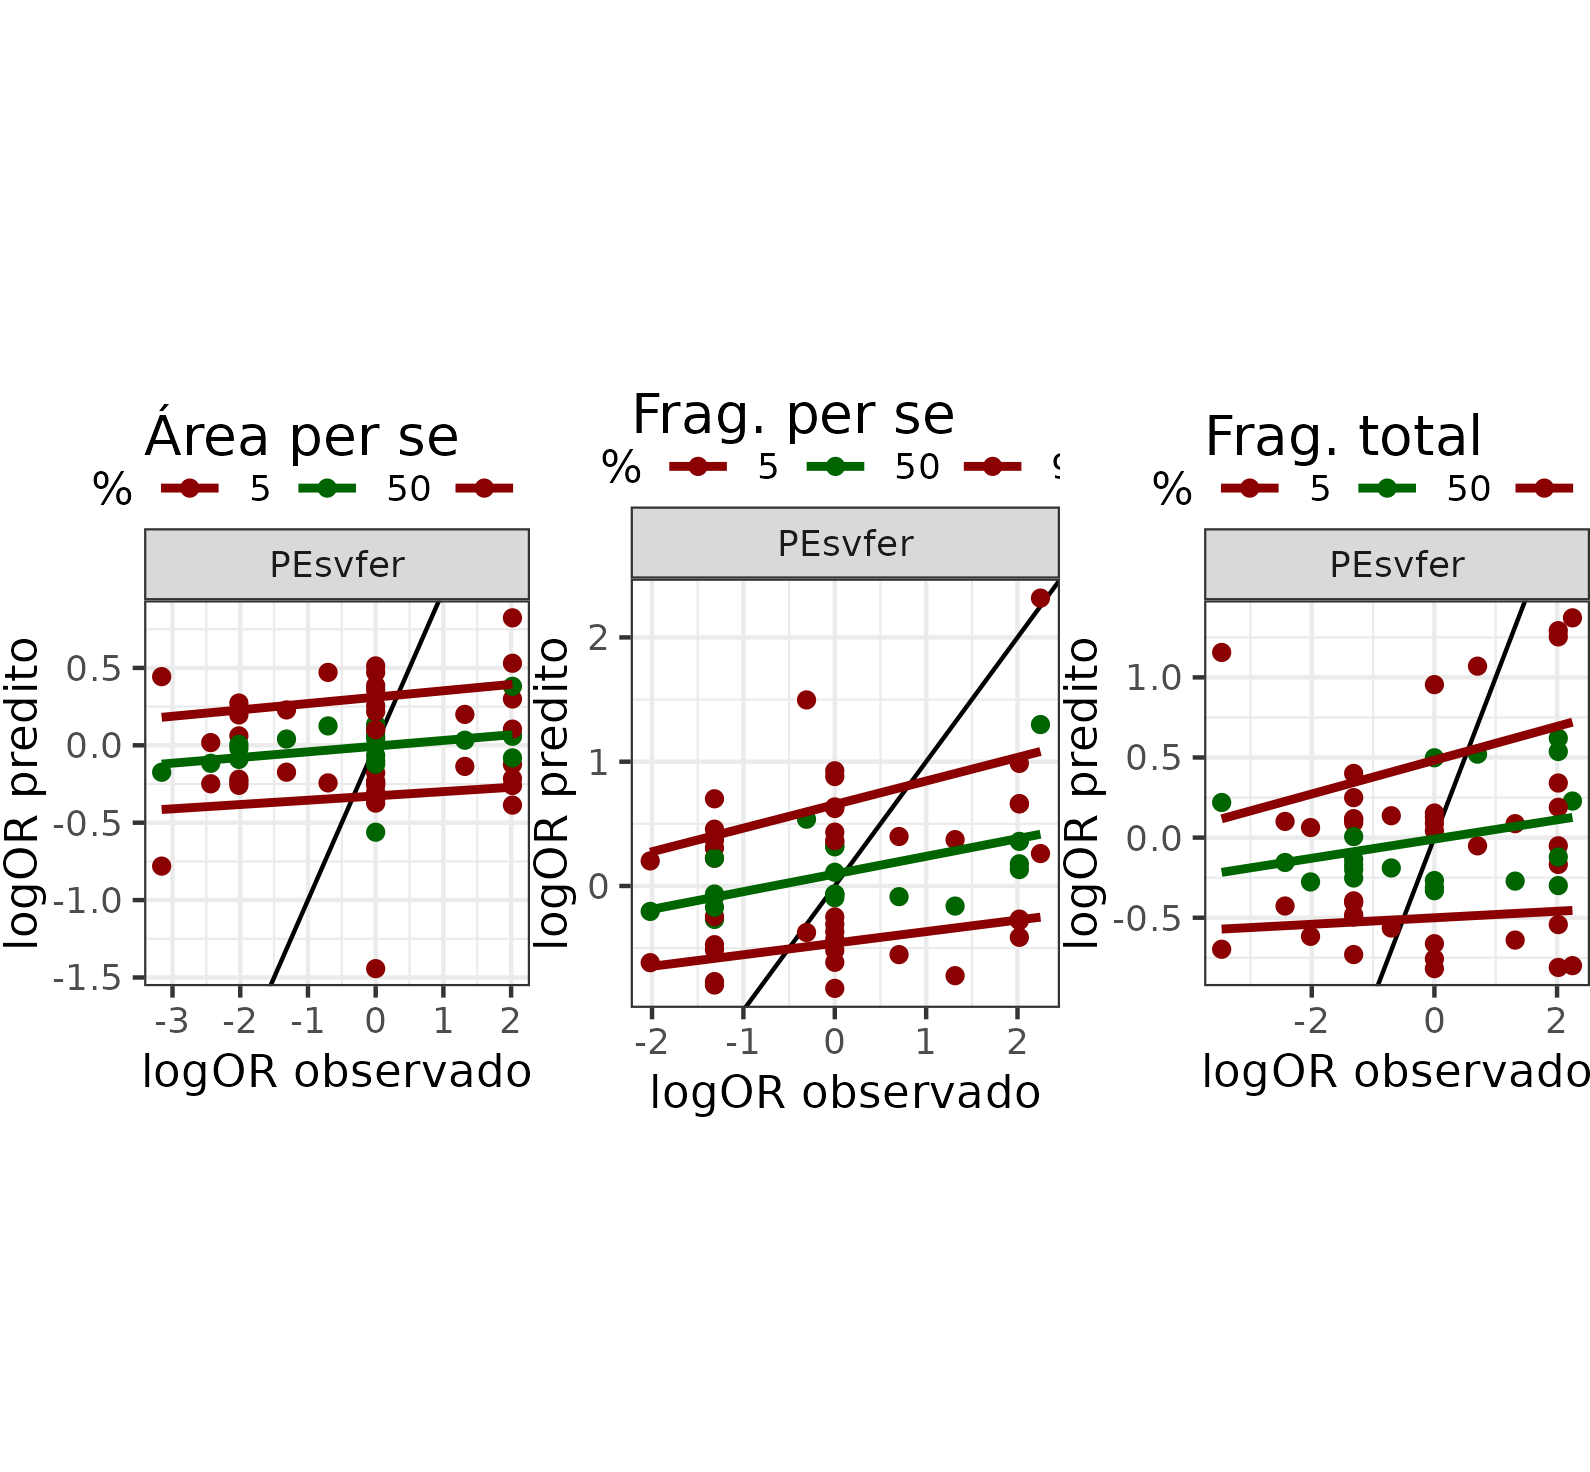 Área per se
% 5 50
PEsvfer
logOR predito
0.5
0.0
-0.5
-1.0
-1.5
-3 -2 -1 0 1 2
logOR observado
Frag. per se
% 5 50
PEsvfer
logOR predito
2
1
0
-2 -1 0 1 2
logOR observado
Frag. total
% 5 50
PEsvfer
logOR predito
1.0
0.5
0.0
-0.5
-2 0 2
logOR observado